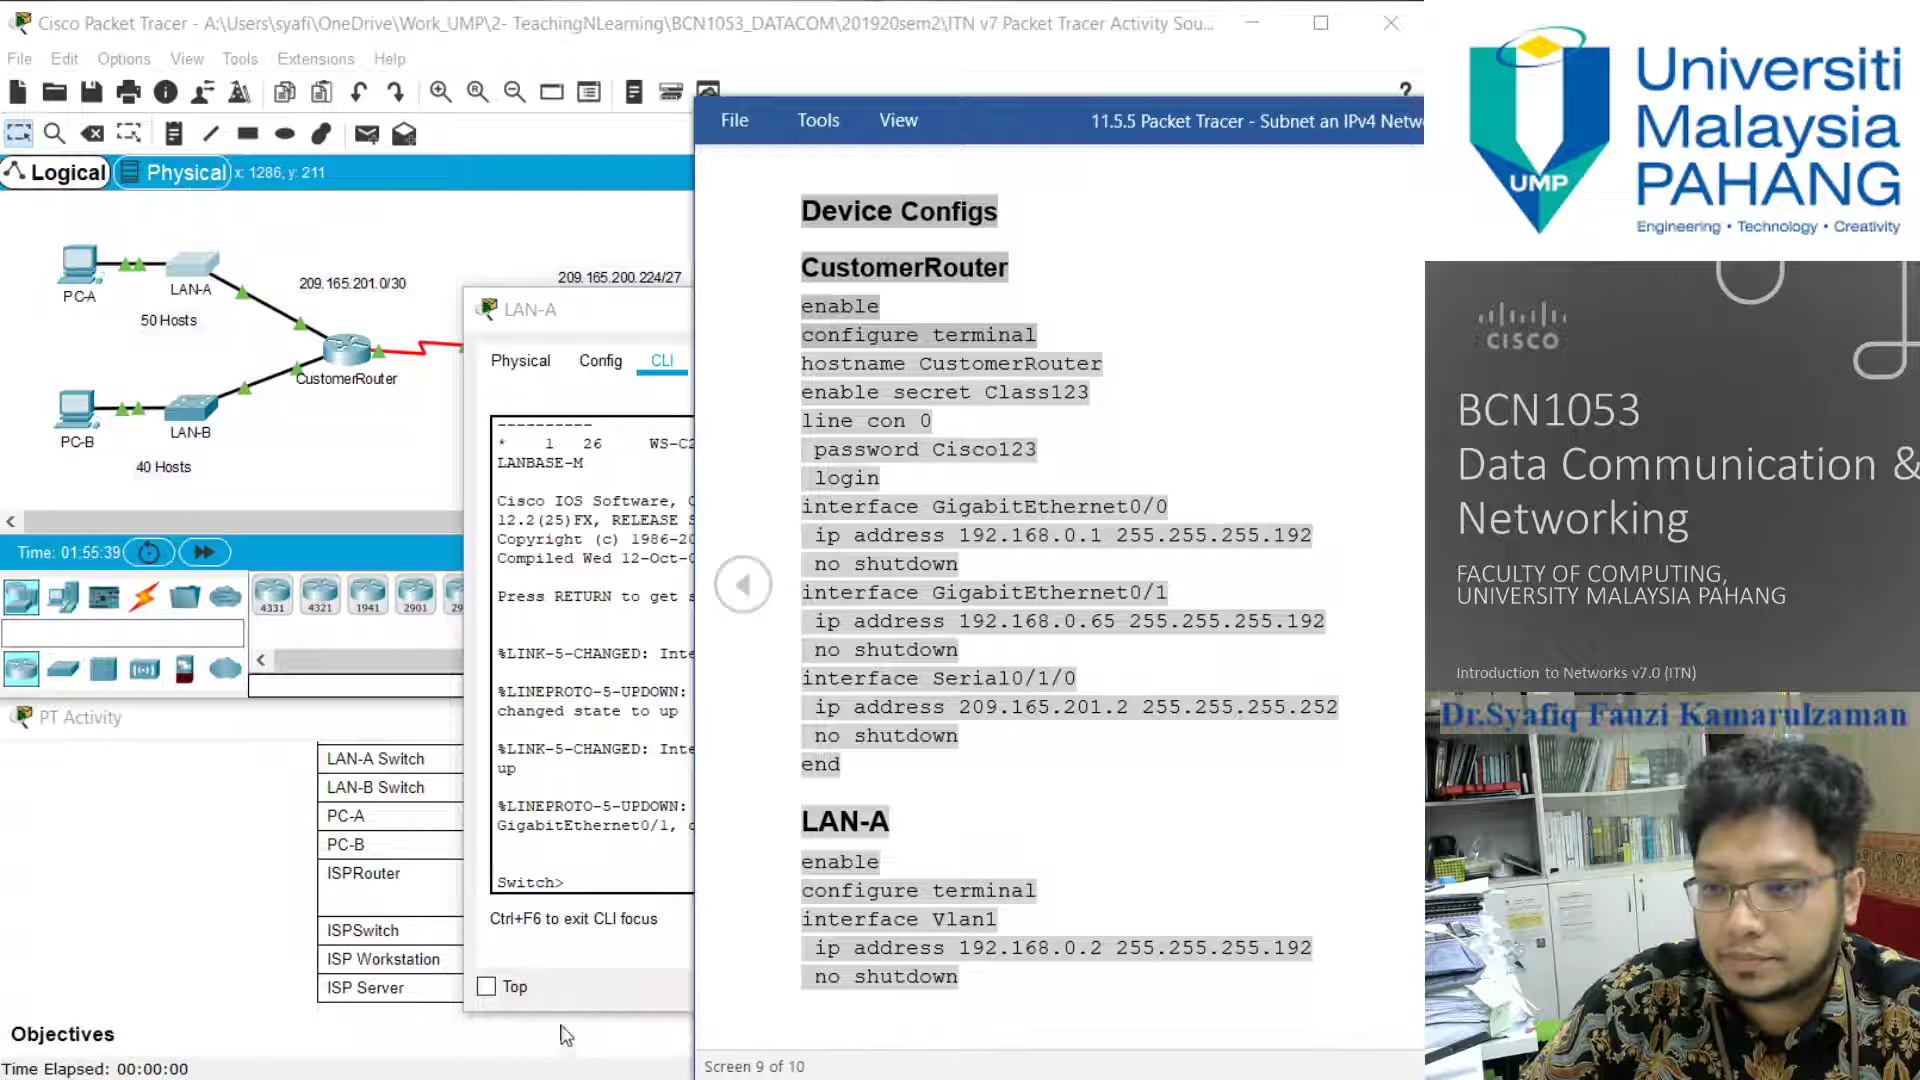 Cisco Packet Tracer - A:\Users\syafi\OneDrive\Work_UMP\2- TeachingNLearning\BCN1053_DATACOM\201920sem2\ITN v7 Packet Tracer Activity Sou...
File Edit Options View Tools Extensions Help
Logical Physical x: 1286, y: 211
PC-A
LAN-A
50 Hosts
209.165.201.0/30
209.165.200.224/27
CustomerRouter
PC-B
LAN-B
40 Hosts
Time: 01:55:39
4331 4321 1941 2901 29
PT Activity
LAN-A Switch
LAN-B Switch
PC-A
PC-B
ISPRouter
ISPSwitch
ISP Workstation
ISP Server
Objectives
Time Elapsed: 00:00:00
LAN-A
Physical Config CLI
----------
* 1 26 WS-C2
LANBASE-M
Cisco IOS Software, C
12.2(25)FX, RELEASE S
Copyright (c) 1986-20
Compiled Wed 12-Oct-0
Press RETURN to get s
%LINK-5-CHANGED: Inte
%LINEPROTO-5-UPDOWN:
changed state to up
%LINK-5-CHANGED: Inte
up
%LINEPROTO-5-UPDOWN:
GigabitEthernet0/1, c
Switch>
Ctrl+F6 to exit CLI focus
Top
File Tools View 11.5.5 Packet Tracer - Subnet an IPv4 Netw
Device Configs
CustomerRouter
enable
configure terminal
hostname CustomerRouter
enable secret Class123
line con 0
password Cisco123
login
interface GigabitEthernet0/0
ip address 192.168.0.1 255.255.255.192
no shutdown
interface GigabitEthernet0/1
ip address 192.168.0.65 255.255.255.192
no shutdown
interface Serial0/1/0
ip address 209.165.201.2 255.255.255.252
no shutdown
end
LAN-A
enable
configure terminal
interface Vlan1
ip address 192.168.0.2 255.255.255.192
no shutdown
Screen 9 of 10
UMP
Universiti
Malaysia
PAHANG
Engineering • Technology • Creativity
CISCO
BCN1053
Data Communication &
Networking
FACULTY OF COMPUTING,
UNIVERSITY MALAYSIA PAHANG
Introduction to Networks v7.0 (ITN)
Dr.Syafiq Fauzi Kamarulzaman